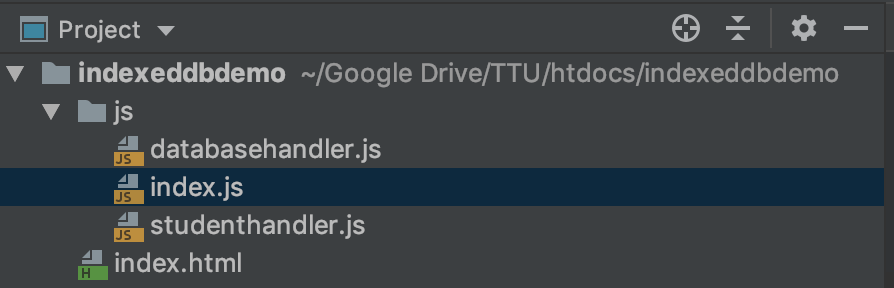 Project
indexeddbdemo ~/Google Drive/TTU/htdocs/indexeddbdemo
js
JS databasehandler.js
JS index.js
JS studenthandler.js
H index.html